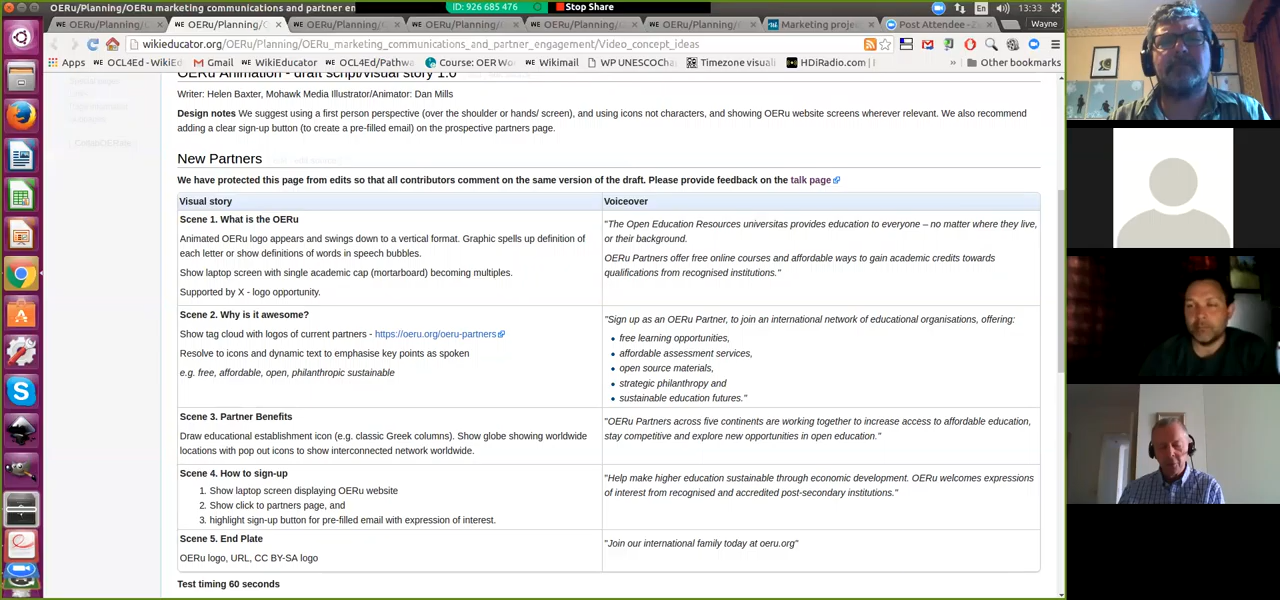 OERu/Planning/OERu marketing communications and partner en
ID: 926 685 476
Stop Share
En
13:33
WE OERu/Planning/O
WE OERu/Planning/C
WE OERu/Planning/
WE OERu/Planning/
WE OERu/Planning/
WE OERu/Planning/
Marketing proje
Post Attendee - Z
Wayne
wikieducator.org/OERu/Planning/OERu_marketing_communications_and_partner_engagement/Video_concept_ideas
Apps
WE OCL4Ed - WikiEd
Gmail
WE WikiEducator
WE OCL4Ed/Pathwa
Course: OER Wo
WE Wikimail
WP UNESCOCha
Timezone visuali
HDiRadio.com |
»
Other bookmarks
OERu Animation - draft script/visual story 1.0
Writer: Helen Baxter, Mohawk Media Illustrator/Animator: Dan Mills
Design notes We suggest using a first person perspective (over the shoulder or hands/ screen), and using icons not characters, and showing OERu website screens wherever relevant. We also recommend
adding a clear sign-up button (to create a pre-filled email) on the prospective partners page.
New Partners
We have protected this page from edits so that all contributors comment on the same version of the draft. Please provide feedback on the talk page
Visual story
Voiceover
Scene 1. What is the OERu
Animated OERu logo appears and swings down to a vertical format. Graphic spells up definition of
each letter or show definitions of words in speech bubbles.
Show laptop screen with single academic cap (mortarboard) becoming multiples.
Supported by X - logo opportunity.
"The Open Education Resources universitas provides education to everyone – no matter where they live,
or their background.
OERu Partners offer free online courses and affordable ways to gain academic credits towards
qualifications from recognised institutions."
Scene 2. Why is it awesome?
Show tag cloud with logos of current partners - https://oeru.org/oeru-partners
Resolve to icons and dynamic text to emphasise key points as spoken
e.g. free, affordable, open, philanthropic sustainable
"Sign up as an OERu Partner, to join an international network of educational organisations, offering:
• free learning opportunities,
• affordable assessment services,
• open source materials,
• strategic philanthropy and
• sustainable education futures."
Scene 3. Partner Benefits
Draw educational establishment icon (e.g. classic Greek columns). Show globe showing worldwide
locations with pop out icons to show interconnected network worldwide.
"OERu Partners across five continents are working together to increase access to affordable education,
stay competitive and explore new opportunities in open education."
Scene 4. How to sign-up
1. Show laptop screen displaying OERu website
2. Show click to partners page, and
3. highlight sign-up button for pre-filled email with expression of interest.
"Help make higher education sustainable through economic development. OERu welcomes expressions
of interest from recognised and accredited post-secondary institutions."
Scene 5. End Plate
OERu logo, URL, CC BY-SA logo
"Join our international family today at oeru.org"
Test timing 60 seconds